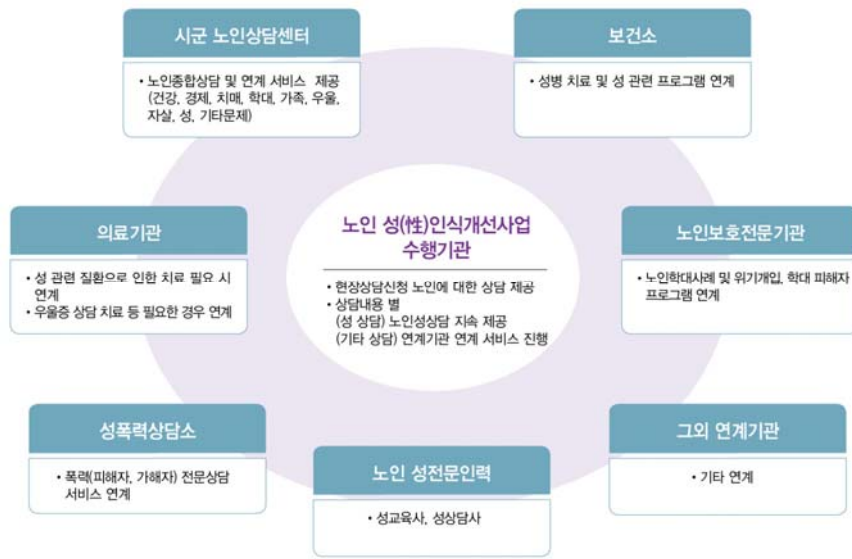 시군 노인상담센터
• 노인종합상담 및 연계 서비스 제공
(건강, 경제, 치매, 학대, 가족, 우울,
자살, 성, 기타문제)
보건소
• 성병 치료 및 성 관련 프로그램 연계
의료기관
• 성 관련 질환으로 인한 치료 필요 시
연계
• 우울증 상담 치료 등 필요한 경우 연계
노인 성(性)인식개선사업
수행기관
• 현장상담신청 노인에 대한 상담 제공
• 상담내용 별
(성 상담) 노인성상담 지속 제공
(기타 상담) 연계기관 연계 서비스 진행
노인보호전문기관
• 노인학대사례 및 위기개입, 학대 피해자
프로그램 연계
성폭력상담소
• 폭력(피해자, 가해자) 전문상담
서비스 연계
노인 성전문인력
• 성교육사, 성상담사
그외 연계기관
• 기타 연계